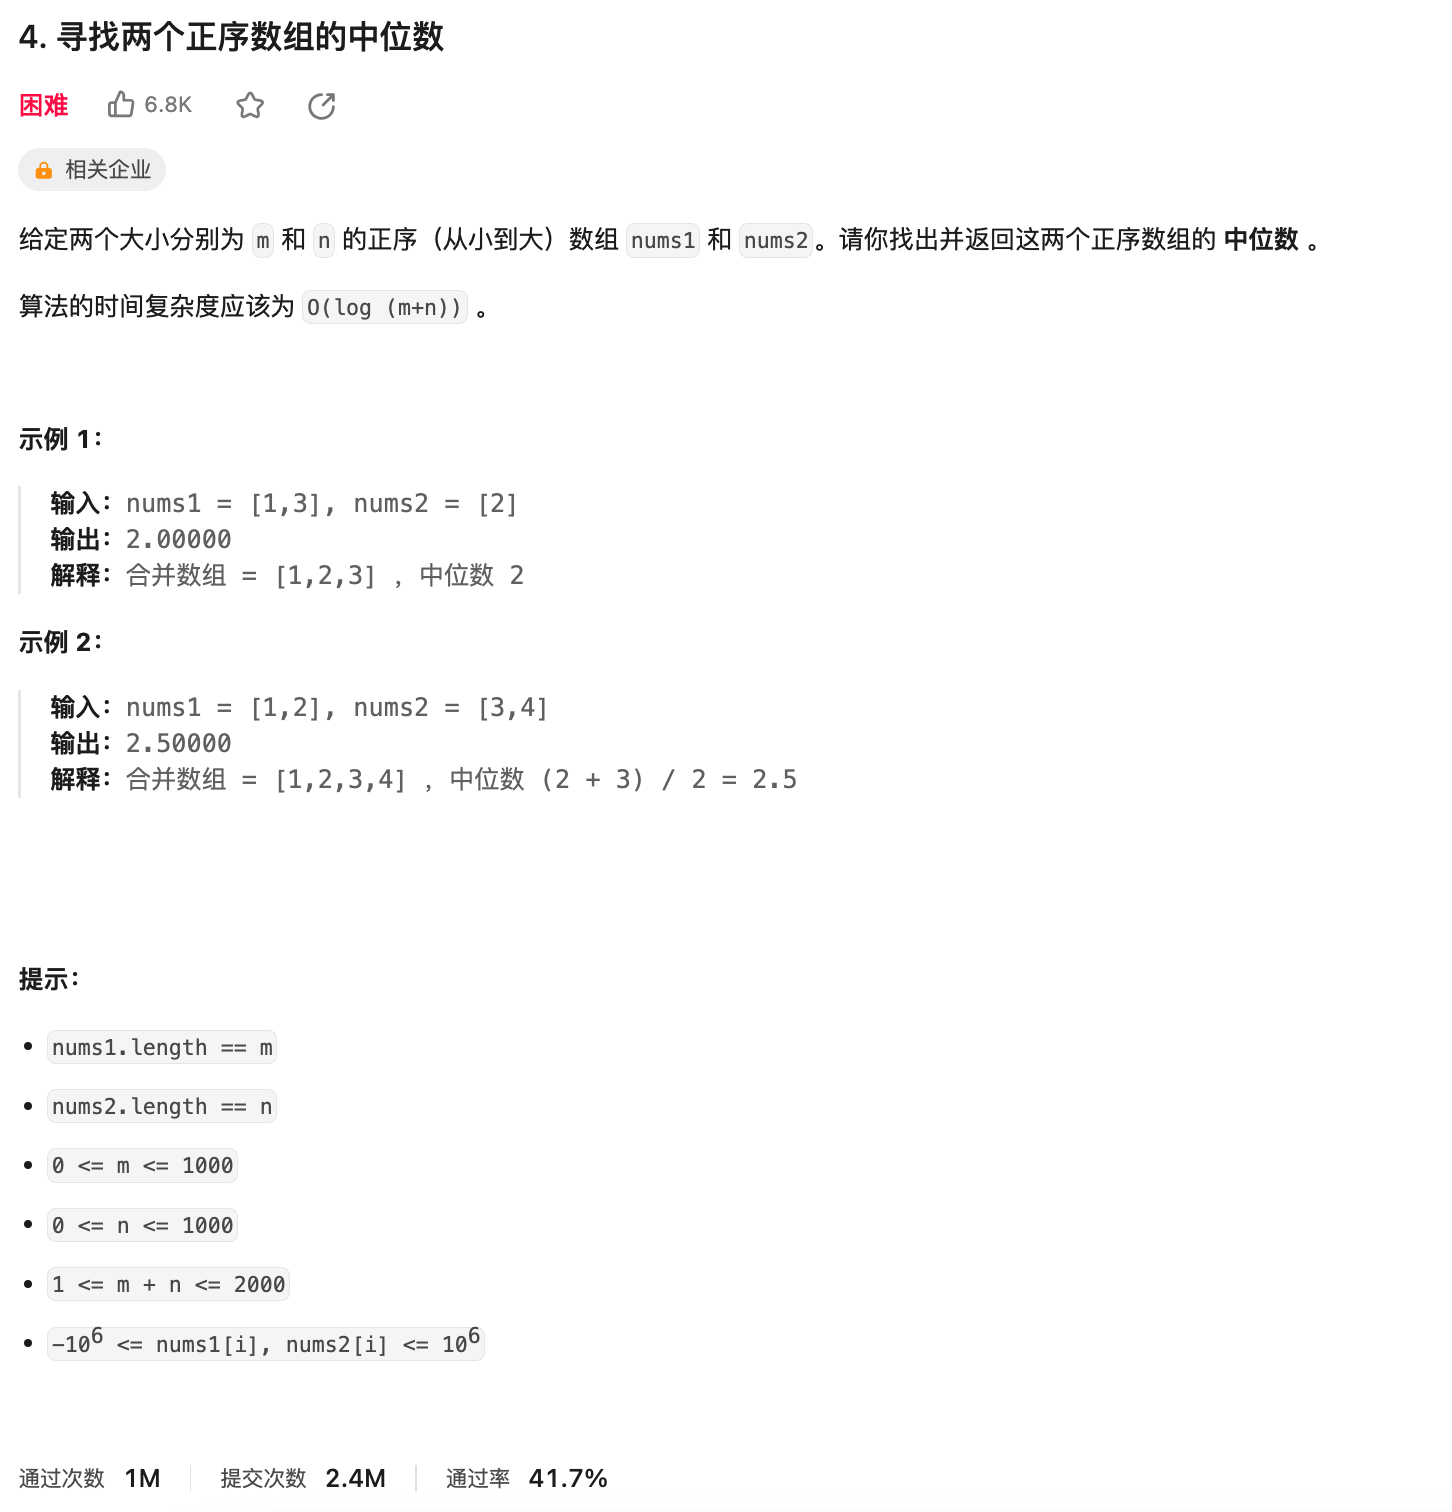 4. 寻找两个正序数组的中位数
困难 6.8K
相关企业
给定两个大小分别为 m 和 n 的正序（从小到大）数组 nums1 和 nums2。请你找出并返回这两个正序数组的 中位数 。
算法的时间复杂度应该为 O(log (m+n)) 。
示例 1：
输入：nums1 = [1,3], nums2 = [2]
输出：2.00000
解释：合并数组 = [1,2,3] ，中位数 2
示例 2：
输入：nums1 = [1,2], nums2 = [3,4]
输出：2.50000
解释：合并数组 = [1,2,3,4] ，中位数 (2 + 3) / 2 = 2.5
提示：
• nums1.length == m
• nums2.length == n
• 0 <= m <= 1000
• 0 <= n <= 1000
• 1 <= m + n <= 2000
• -10⁶ <= nums1[i], nums2[i] <= 10⁶
通过次数 1M 提交次数 2.4M 通过率 41.7%